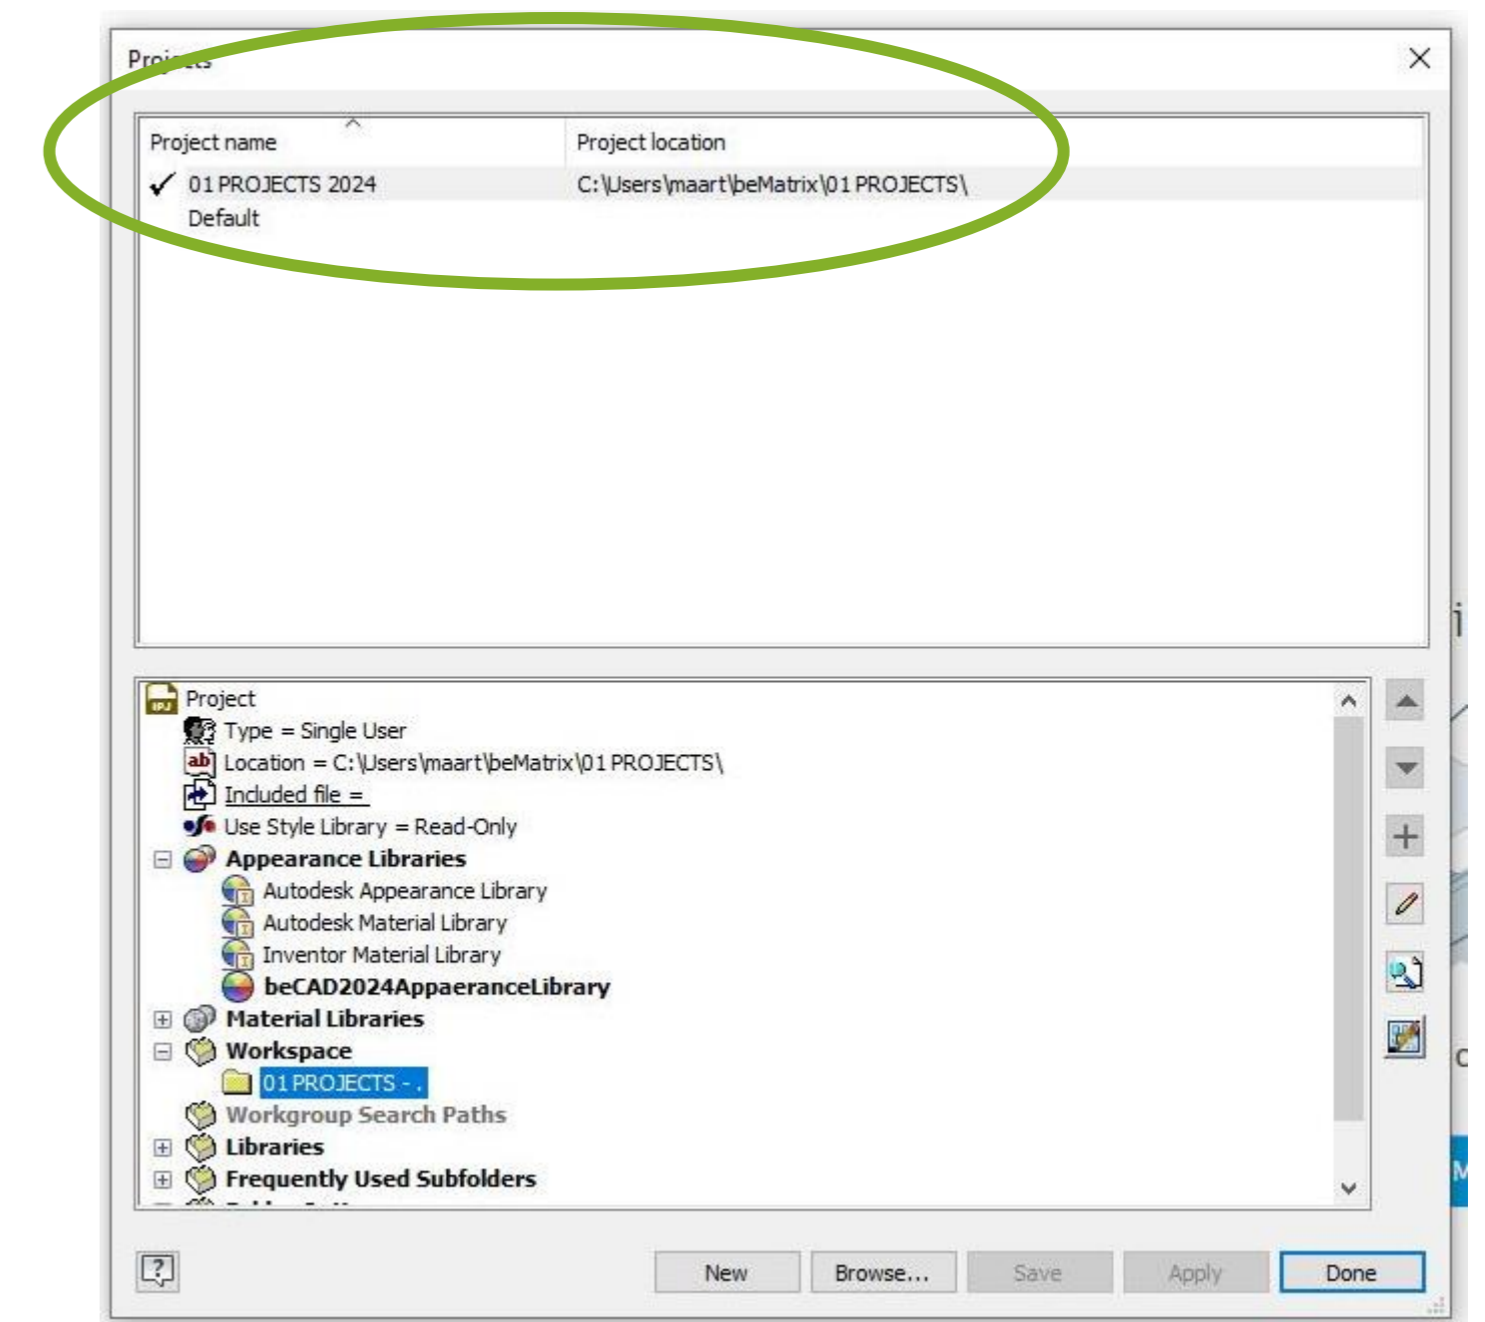 Projects
Project name Project location
01 PROJECTS 2024 C:\Users\maart\beMatrix\01 PROJECTS\
Default
Project
Type = Single User
Location = C:\Users\maart\beMatrix\01 PROJECTS\
Included file =
Use Style Library = Read-Only
Appearance Libraries
Autodesk Appearance Library
Autodesk Material Library
Inventor Material Library
beCAD2024AppaeranceLibrary
Material Libraries
Workspace
01 PROJECTS - .
Workgroup Search Paths
Libraries
Frequently Used Subfolders
New Browse... Save Apply Done